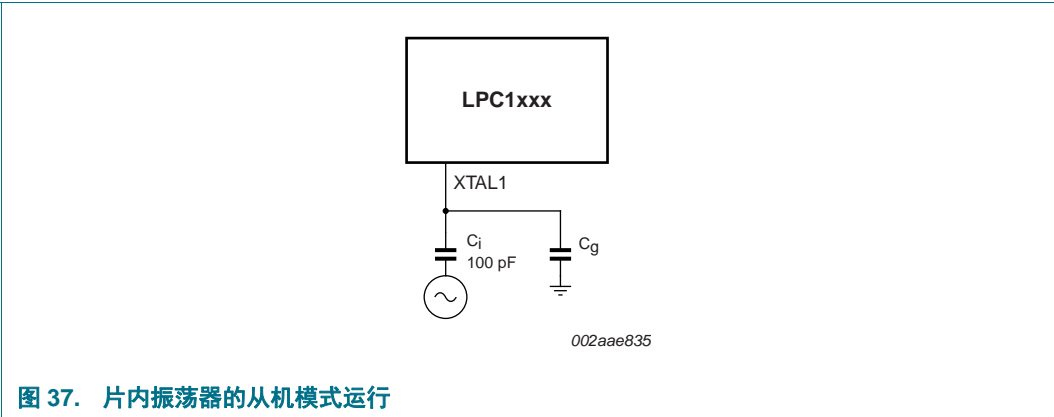 LPC1xxx
XTAL1
Ci
100 pF
Cg
002aae835
图 37. 片内振荡器的从机模式运行